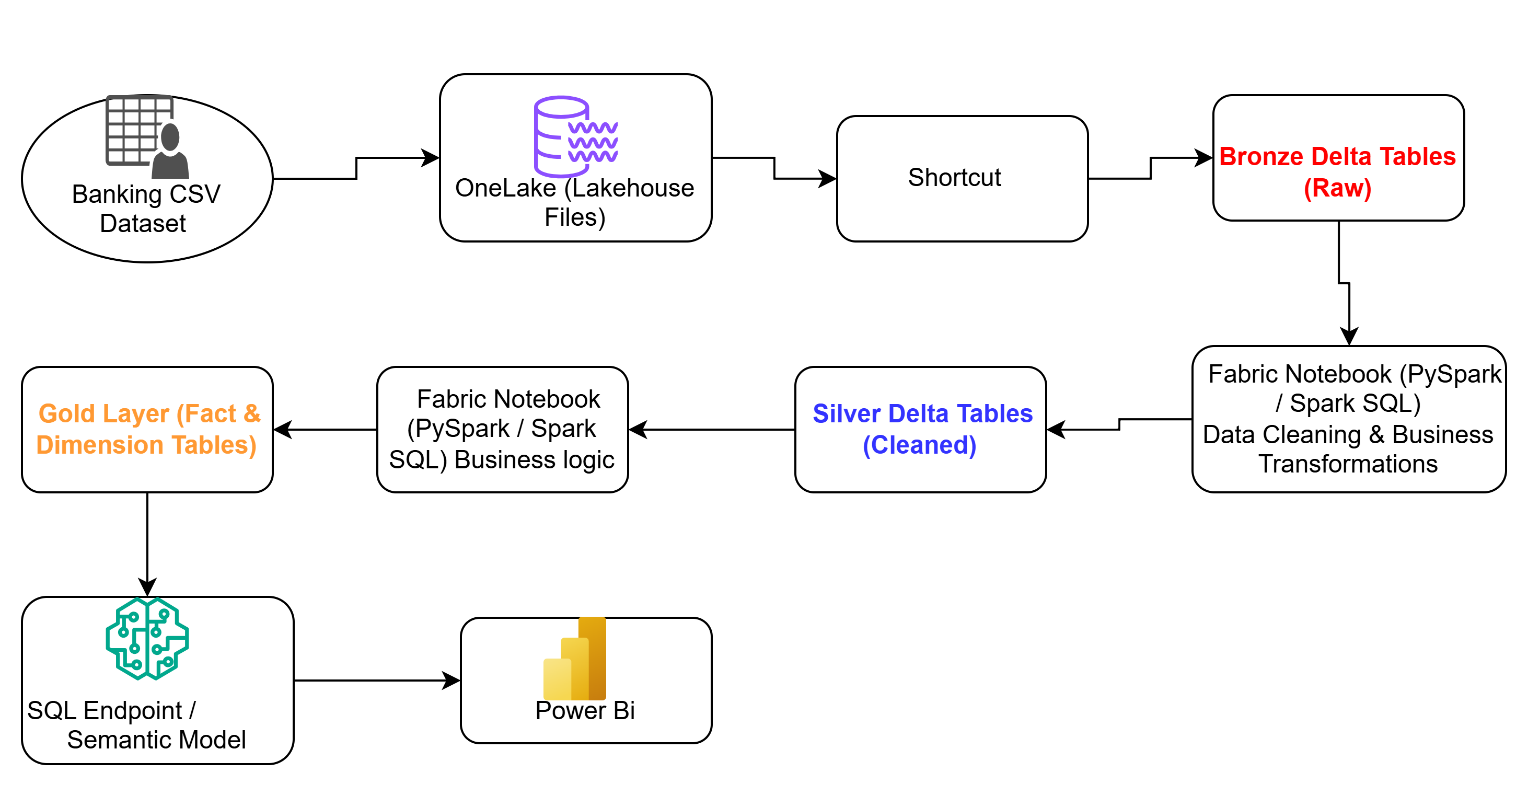 Banking CSV
Dataset
OneLake (Lakehouse
Files)
Shortcut
Bronze Delta Tables
(Raw)
Gold Layer (Fact &
Dimension Tables)
Fabric Notebook
(PySpark / Spark
SQL) Business logic
Silver Delta Tables
(Cleaned)
Fabric Notebook (PySpark
/ Spark SQL)
Data Cleaning & Business
Transformations
SQL Endpoint /
Semantic Model
Power Bi